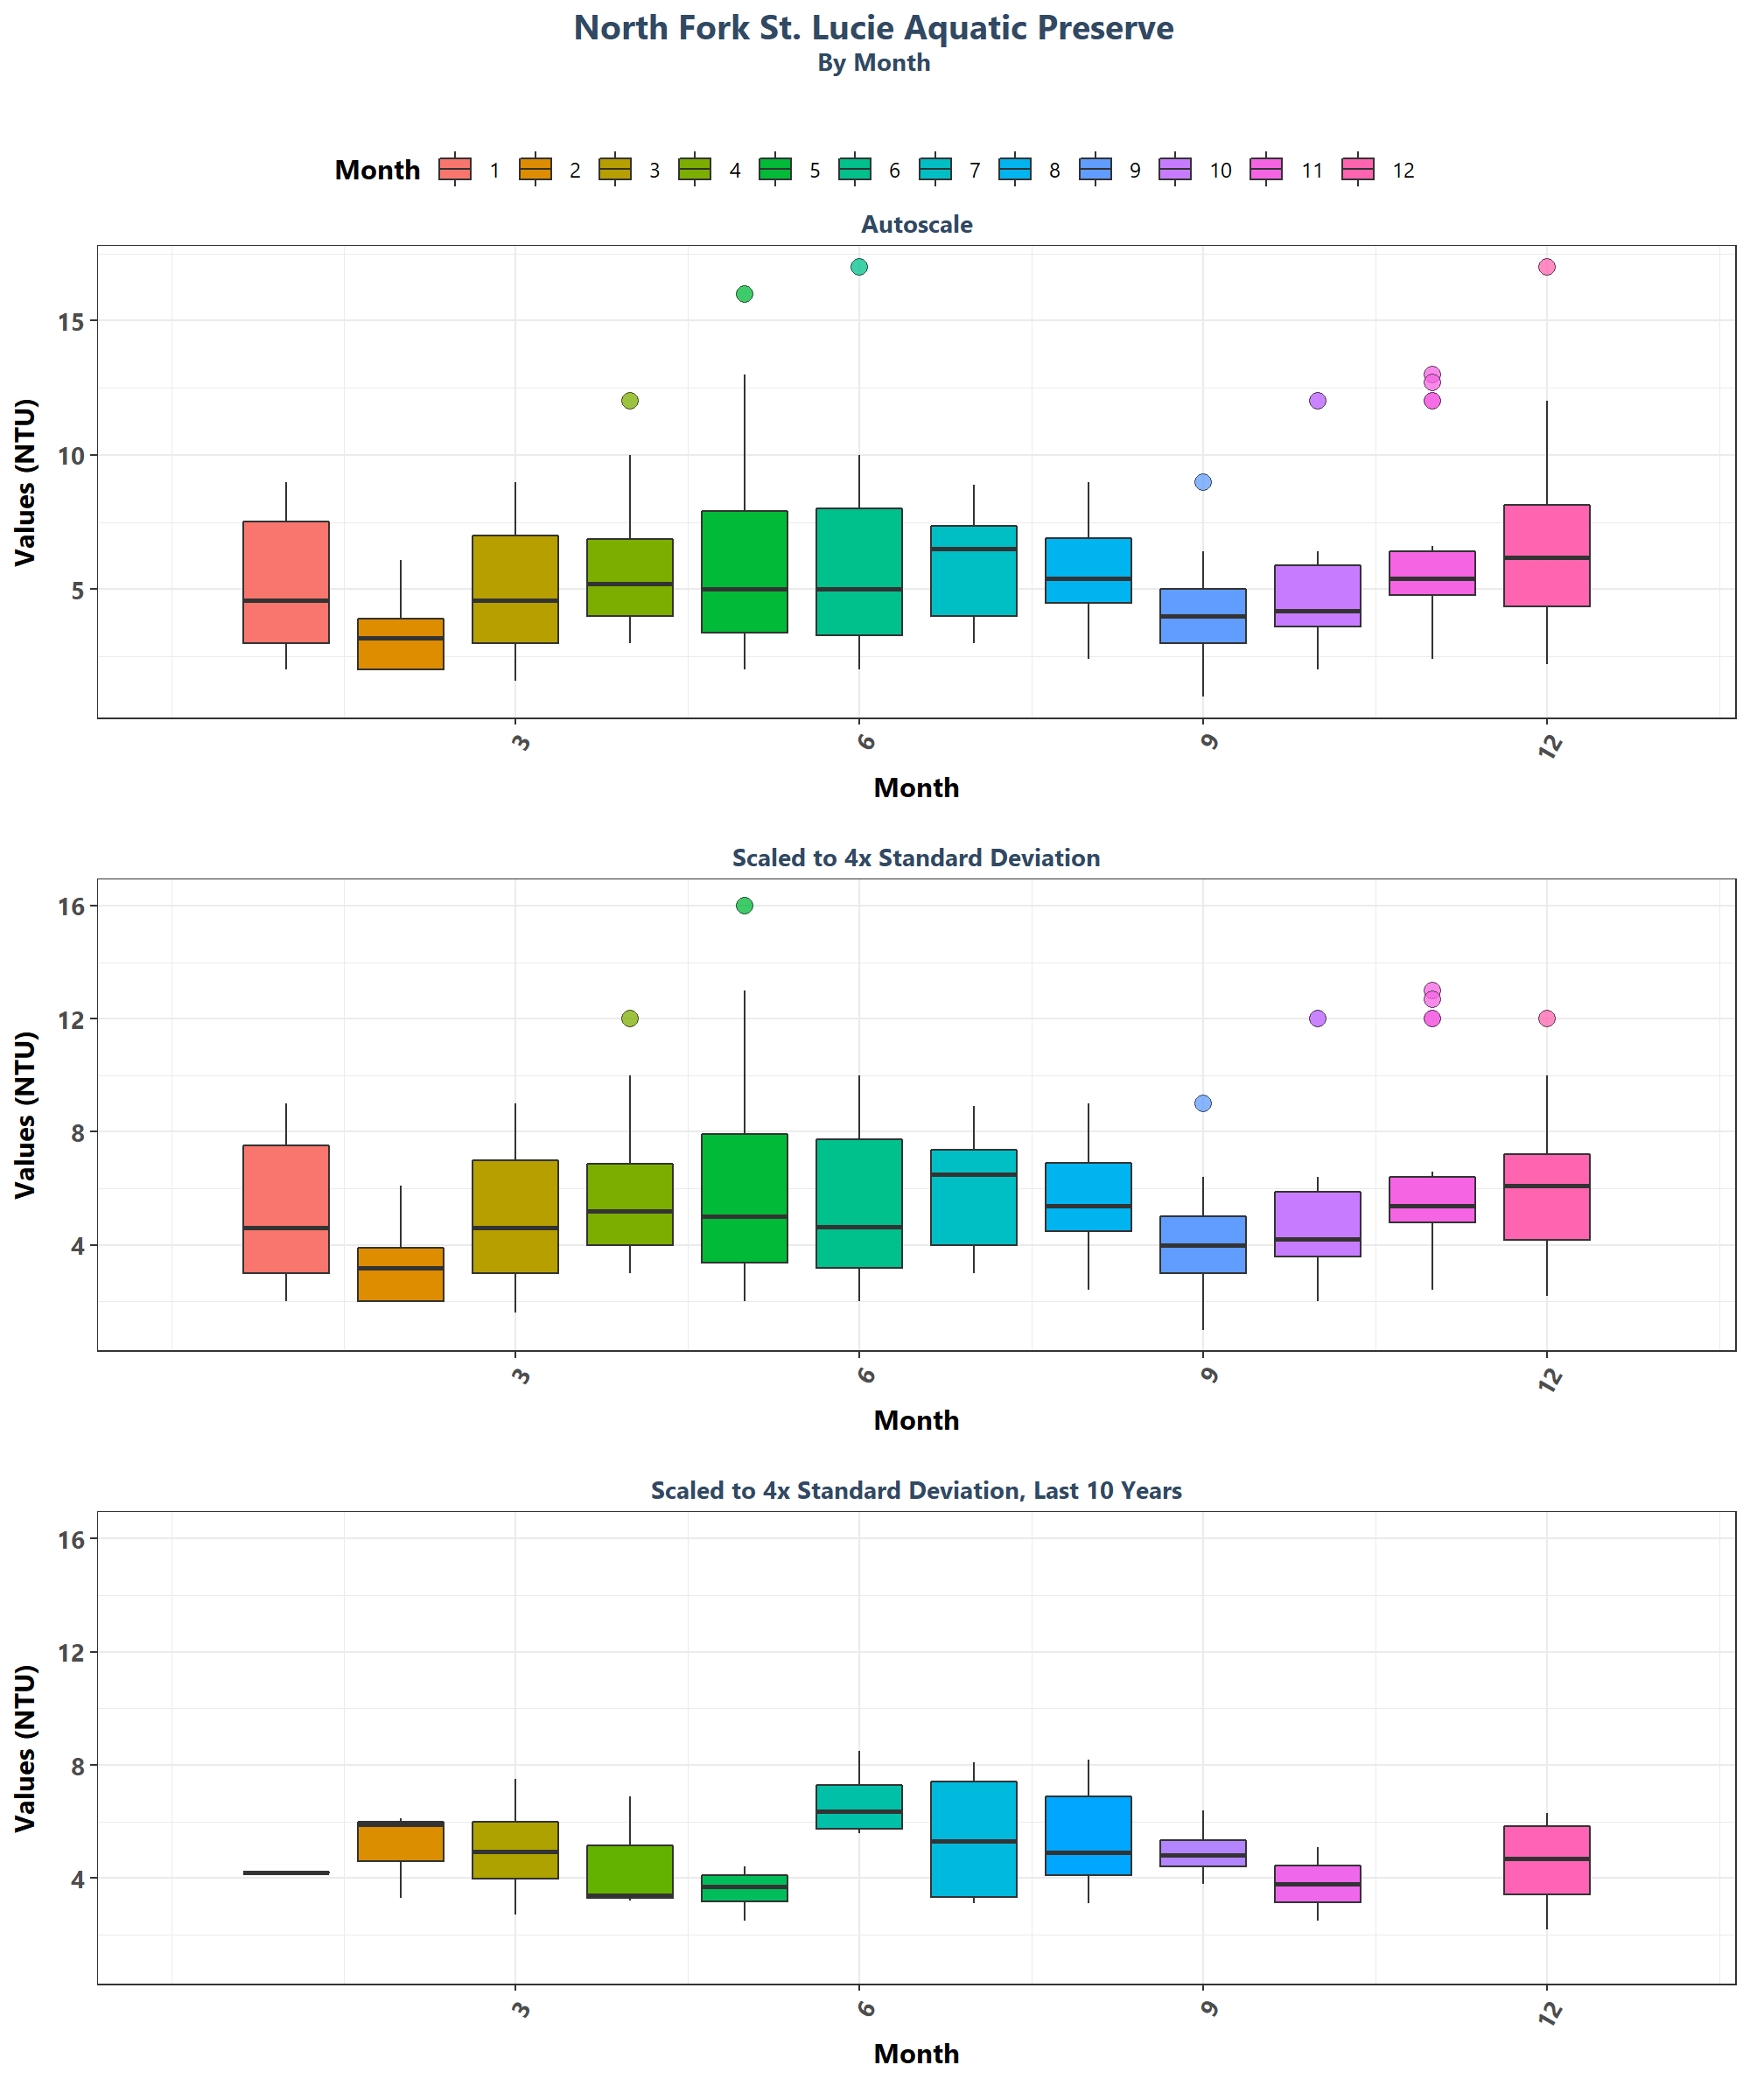 North Fork St. Lucie Aquatic Preserve
By Month
Month 1 2 3 4 5 6 7 8 9 10 11 12
Autoscale
Values (NTU)
15
10
5
3 6 9 12
Month
Scaled to 4x Standard Deviation
Values (NTU)
16
12
8
4
3 6 9 12
Month
Scaled to 4x Standard Deviation, Last 10 Years
Values (NTU)
16
12
8
4
3 6 9 12
Month